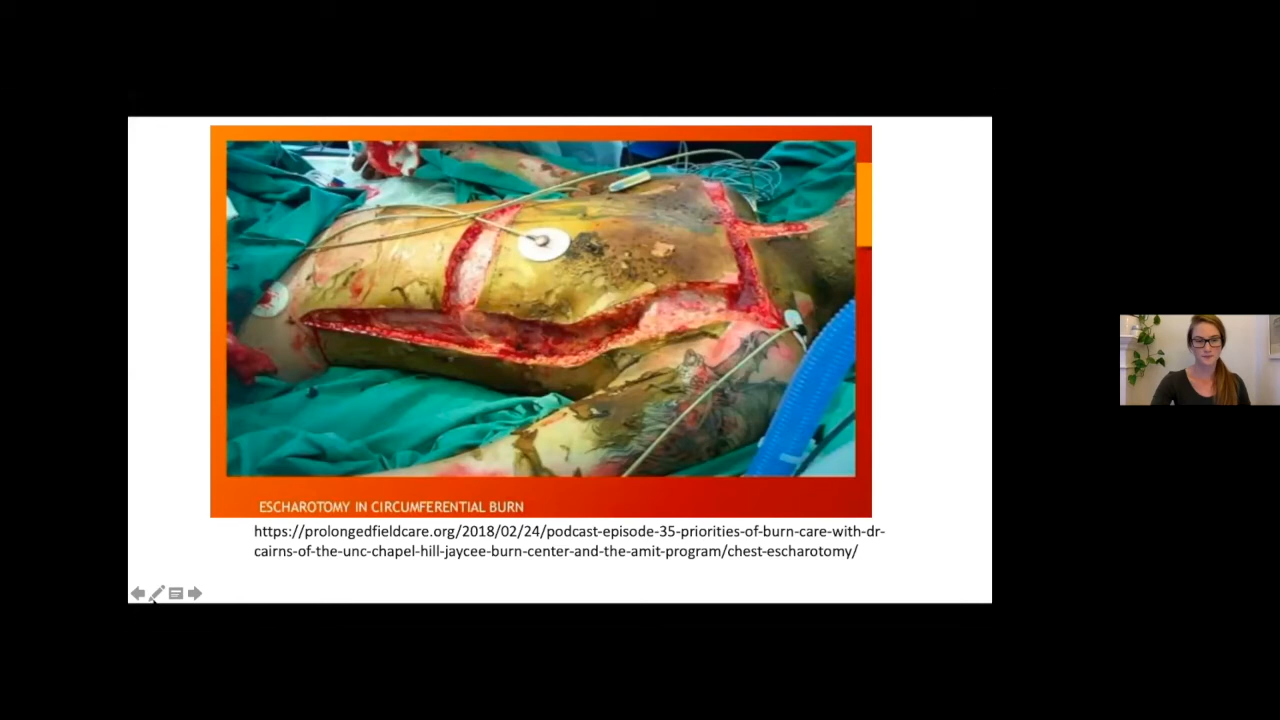 ESCHAROTOMY IN CIRCUMFERENTIAL BURN
https://prolongedfieldcare.org/2018/02/24/podcast-episode-35-priorities-of-burn-care-with-dr-
cairns-of-the-unc-chapel-hill-jaycee-burn-center-and-the-amit-program/chest-escharotomy/